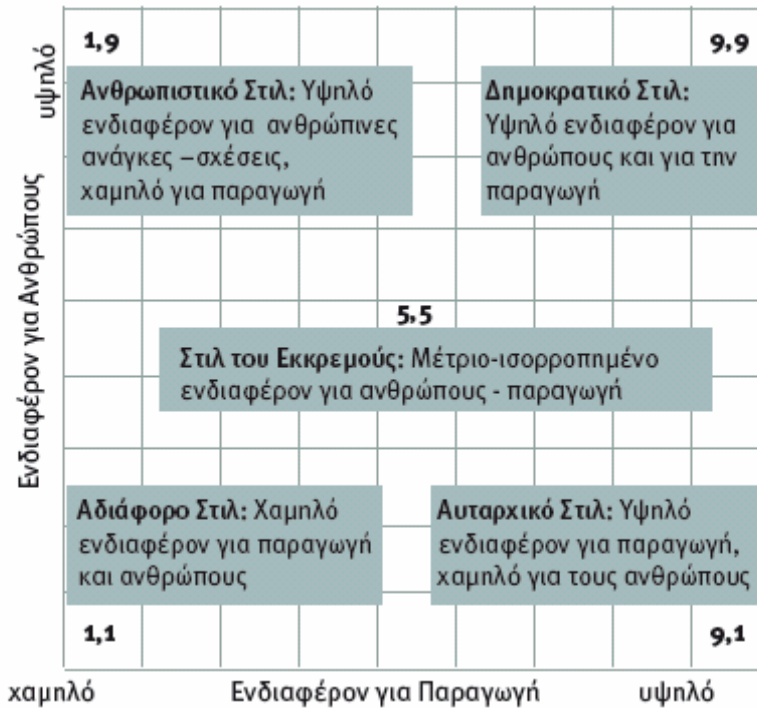 1,9
Ανθρωπιστικό Στιλ: Υψηλό
ενδιαφέρον για ανθρώπινες
ανάγκες –σχέσεις,
χαμηλό για παραγωγή
9,9
Δημοκρατικό Στιλ:
Υψηλό ενδιαφέρον για
ανθρώπους και για την
παραγωγή
5,5
Στιλ του Εκκρεμούς: Μέτριο-ισορροπημένο
ενδιαφέρον για ανθρώπους - παραγωγή
Αδιάφορο Στιλ: Χαμηλό
ενδιαφέρον για παραγωγή
και ανθρώπους
1,1
Αυταρχικό Στιλ: Υψηλό
ενδιαφέρον για παραγωγή,
χαμηλό για τους ανθρώπους
9,1
υψηλό
Ενδιαφέρον για Ανθρώπους
χαμηλό
Ενδιαφέρον για Παραγωγή
υψηλό